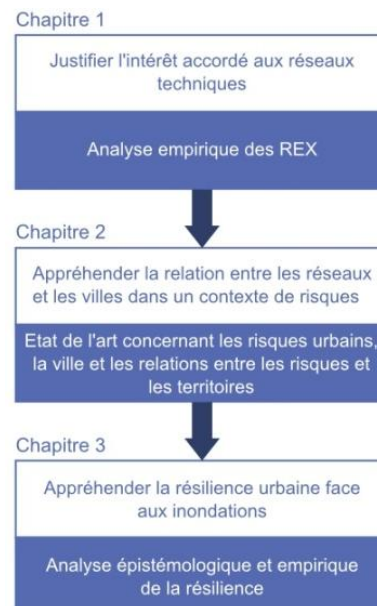 Chapitre 1
Justifier l'intérêt accordé aux réseaux
techniques
Analyse empirique des REX
Chapitre 2
Appréhender la relation entre les réseaux
et les villes dans un contexte de risques
Etat de l'art concernant les risques urbains,
la ville et les relations entre les risques et
les territoires
Chapitre 3
Appréhender la résilience urbaine face
aux inondations
Analyse épistémologique et empirique
de la résilience